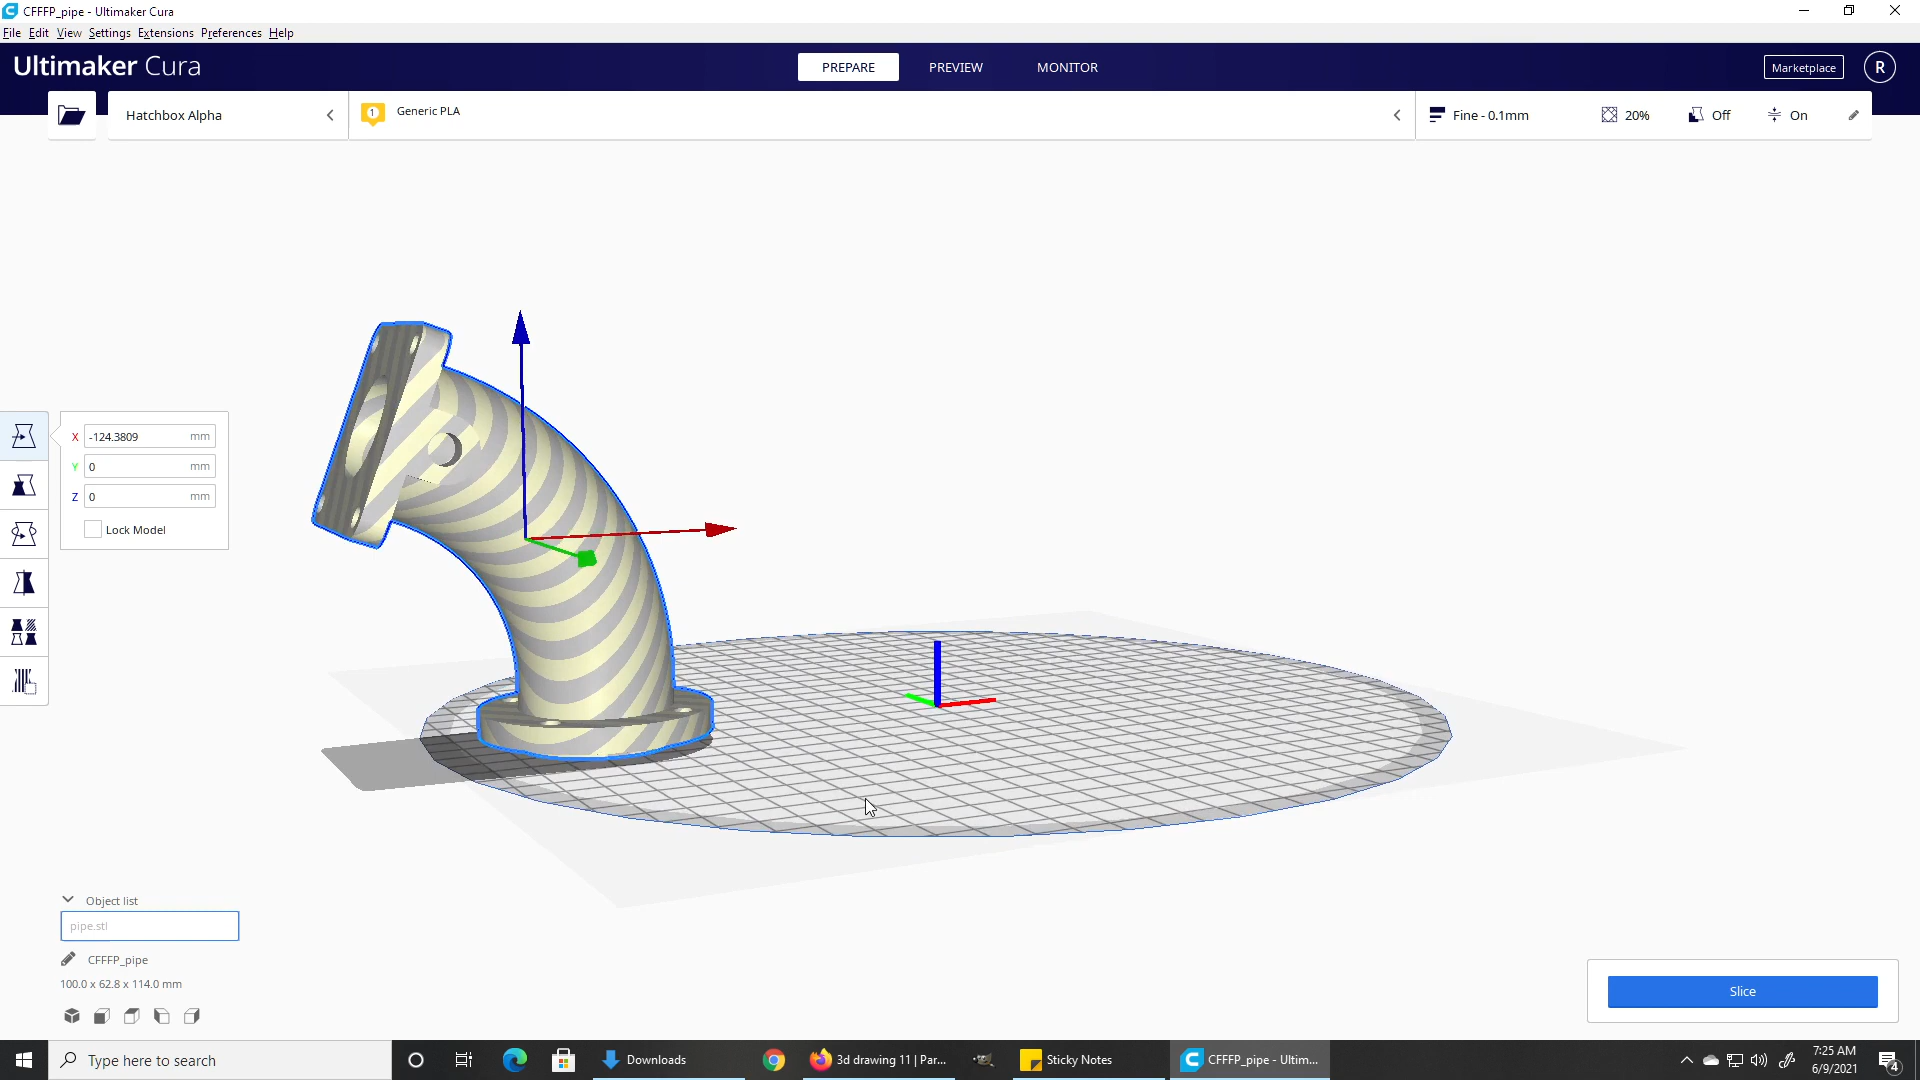 CFFFP_pipe - Ultimaker Cura
File Edit View Settings Extensions Preferences Help
Ultimaker Cura
PREPARE
PREVIEW
MONITOR
Marketplace
R
Hatchbox Alpha
1
Generic PLA
Fine - 0.1mm
20%
Off
On
X -124.3809 mm
Y 0 mm
Z 0 mm
Lock Model
Object list
pipe.stl
CFFFP_pipe
100.0 x 62.8 x 114.0 mm
Slice
Type here to search
Downloads
3d drawing 11 | Par...
Sticky Notes
CFFFP_pipe - Ultim...
7:25 AM
6/9/2021
4